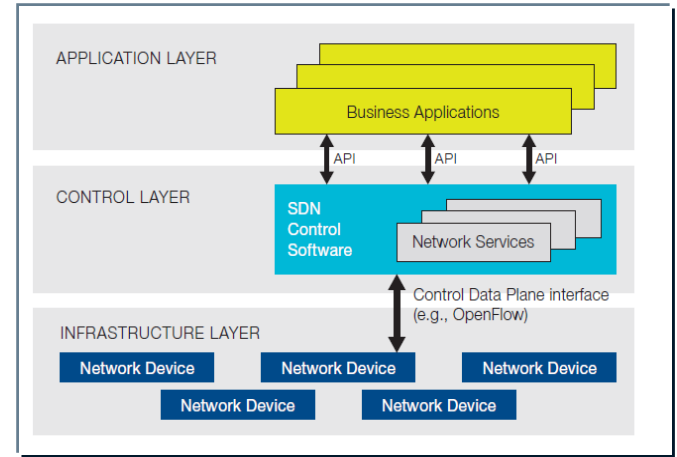 APPLICATION LAYER
Business Applications
API
API
API
CONTROL LAYER
SDN
Control
Software
Network Services
Control Data Plane interface
(e.g., OpenFlow)
INFRASTRUCTURE LAYER
Network Device
Network Device
Network Device
Network Device
Network Device